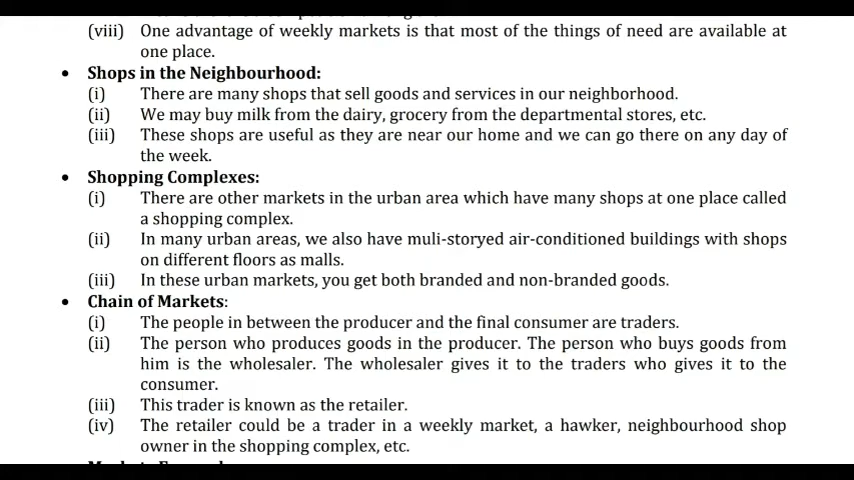 (viii) One advantage of weekly markets is that most of the things of need are available at
one place.
• Shops in the Neighbourhood:
(i) There are many shops that sell goods and services in our neighborhood.
(ii) We may buy milk from the dairy, grocery from the departmental stores, etc.
(iii) These shops are useful as they are near our home and we can go there on any day of
the week.
• Shopping Complexes:
(i) There are other markets in the urban area which have many shops at one place called
a shopping complex.
(ii) In many urban areas, we also have muli-storyed air-conditioned buildings with shops
on different floors as malls.
(iii) In these urban markets, you get both branded and non-branded goods.
• Chain of Markets:
(i) The people in between the producer and the final consumer are traders.
(ii) The person who produces goods in the producer. The person who buys goods from
him is the wholesaler. The wholesaler gives it to the traders who gives it to the
consumer.
(iii) This trader is known as the retailer.
(iv) The retailer could be a trader in a weekly market, a hawker, neighbourhood shop
owner in the shopping complex, etc.